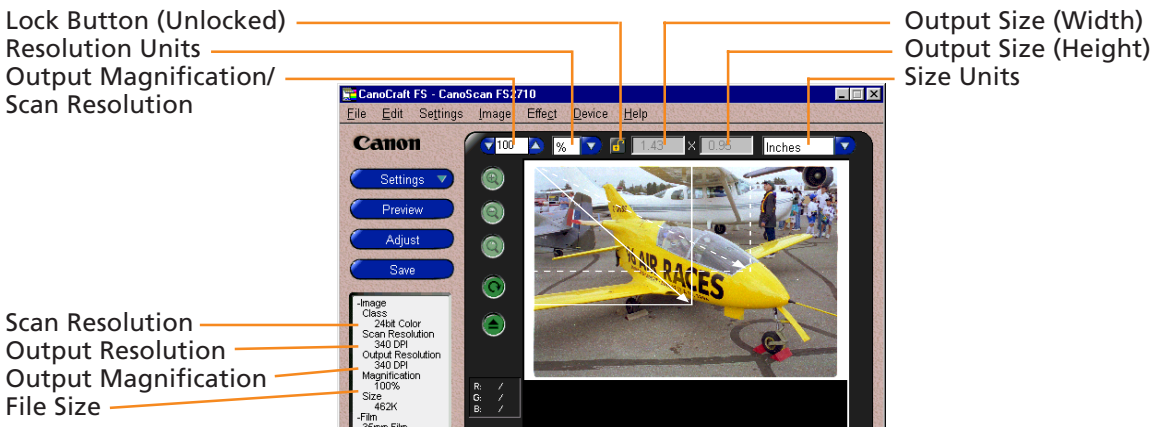 Lock Button (Unlocked)
Resolution Units
Output Magnification/
Scan Resolution
Output Size (Width)
Output Size (Height)
Size Units
CanoCraft FS - CanoScan FS2710
File Edit Settings Image Effect Device Help
Canon
100 % 1.43 X 0.95 Inches
Settings
Preview
Adjust
Save
AIR RACES
-Image
Class
24bit Color
Scan Resolution
340 DPI
Output Resolution
340 DPI
Magnification
100%
Size
462K
-Film
35mm Film
R: /
G: /
B: /
Scan Resolution
Output Resolution
Output Magnification
File Size